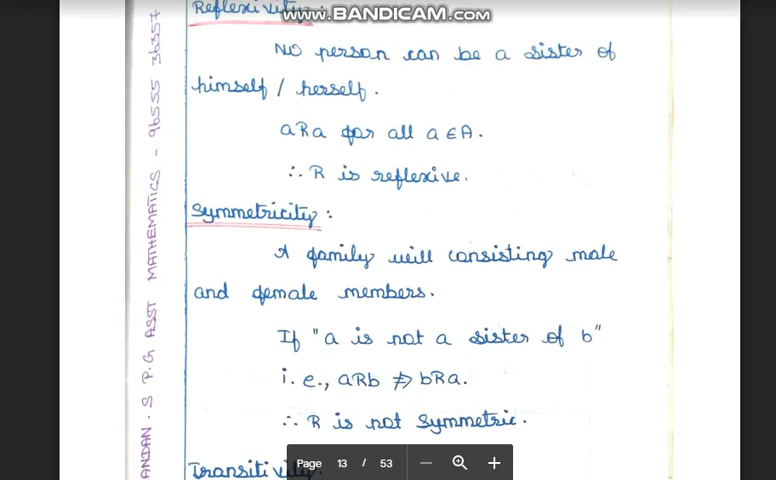 Reflexivity :
WWW.BANDICAM.COM
No person can be a sister of
himself / herself.
aRa for all a∈A.
∴ R is reflexive.
Symmetricity :
A family will consisting male
and female members.
If "a is not a sister of b"
i.e., aRb ⇏ bRa.
∴ R is not Symmetric.
Transitivity :
Page 13 / 53
ANDAN . S P.G ASST MATHEMATICS - 96555 36357